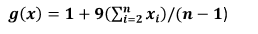 g(x) = 1 + 9(∑ⁿᵢ₌₂ xᵢ)/(n − 1)